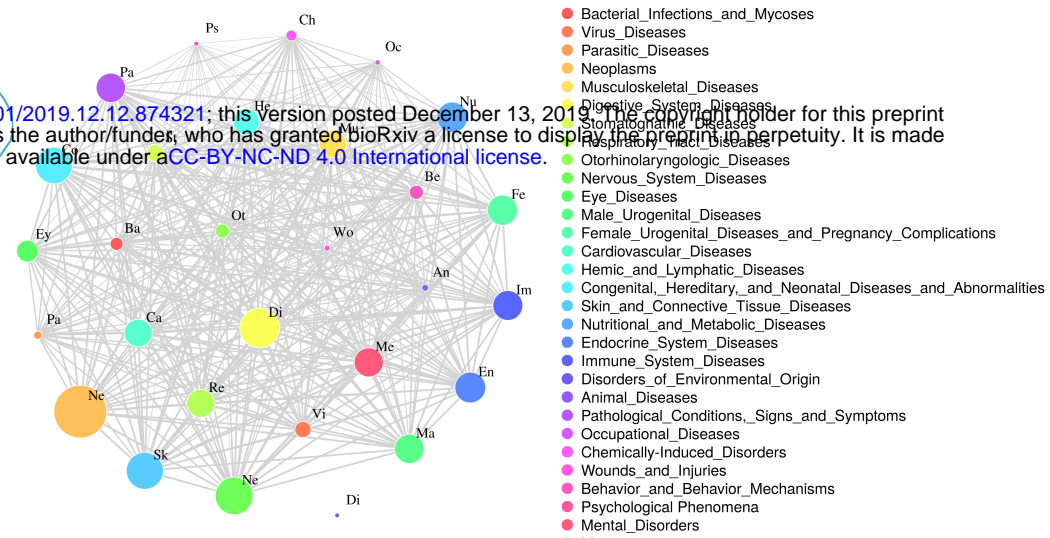 Ps
Ch
Oc
Pa
He
Nu
01/2019.12.12.874321; this version posted December 13, 2019. The copyright holder for this preprint
s the author/funder, who has granted bioRxiv a license to display the preprint in perpetuity. It is made
available under aCC-BY-NC-ND 4.0 International license.
Co
Be
Fe
Ot
Ba
Ey
Wo
An
Im
Pa
Ca
Di
Me
En
Ne
Re
Vi
Ma
Sk
Ne
Di
Bacterial_Infections_and_Mycoses
Virus_Diseases
Parasitic_Diseases
Neoplasms
Musculoskeletal_Diseases
Digestive_System_Diseases
Stomatognathic_Diseases
Respiratory_Tract_Diseases
Otorhinolaryngologic_Diseases
Nervous_System_Diseases
Eye_Diseases
Male_Urogenital_Diseases
Female_Urogenital_Diseases_and_Pregnancy_Complications
Cardiovascular_Diseases
Hemic_and_Lymphatic_Diseases
Congenital,_Hereditary,_and_Neonatal_Diseases_and_Abnormalities
Skin_and_Connective_Tissue_Diseases
Nutritional_and_Metabolic_Diseases
Endocrine_System_Diseases
Immune_System_Diseases
Disorders_of_Environmental_Origin
Animal_Diseases
Pathological_Conditions,_Signs_and_Symptoms
Occupational_Diseases
Chemically-Induced_Disorders
Wounds_and_Injuries
Behavior_and_Behavior_Mechanisms
Psychological Phenomena
Mental_Disorders